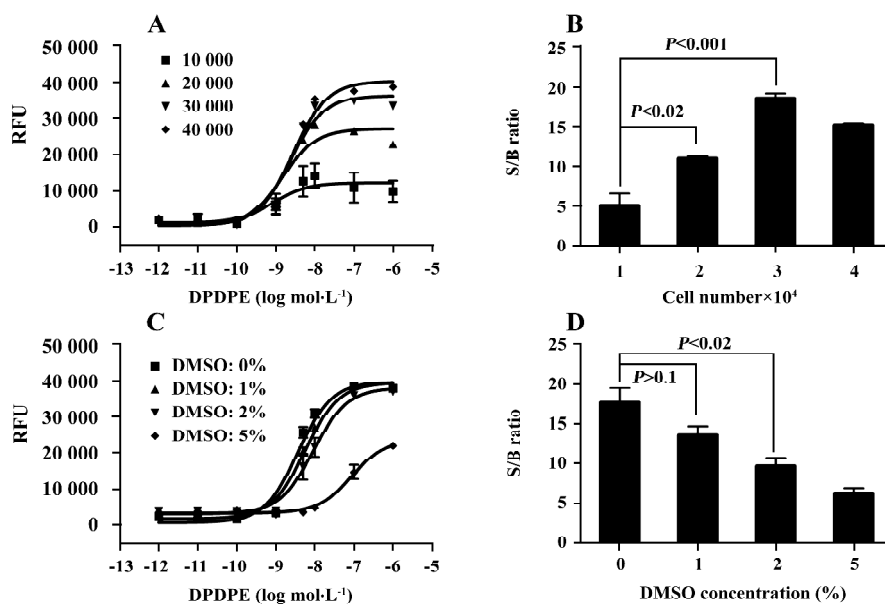 A
50 000
40 000
30 000
20 000
10 000
0
RFU
10 000
20 000
30 000
40 000
-13 -12 -11 -10 -9 -8 -7 -6 -5
DPDPE (log mol·L⁻¹)
B
25
20
15
10
5
0
S/B ratio
P<0.001
P<0.02
1 2 3 4
Cell number×10⁴
C
50 000
40 000
30 000
20 000
10 000
0
RFU
DMSO: 0%
DMSO: 1%
DMSO: 2%
DMSO: 5%
-13 -12 -11 -10 -9 -8 -7 -6 -5
DPDPE (log mol·L⁻¹)
D
25
20
15
10
5
0
S/B ratio
P<0.02
P>0.1
0 1 2 5
DMSO concentration (%)